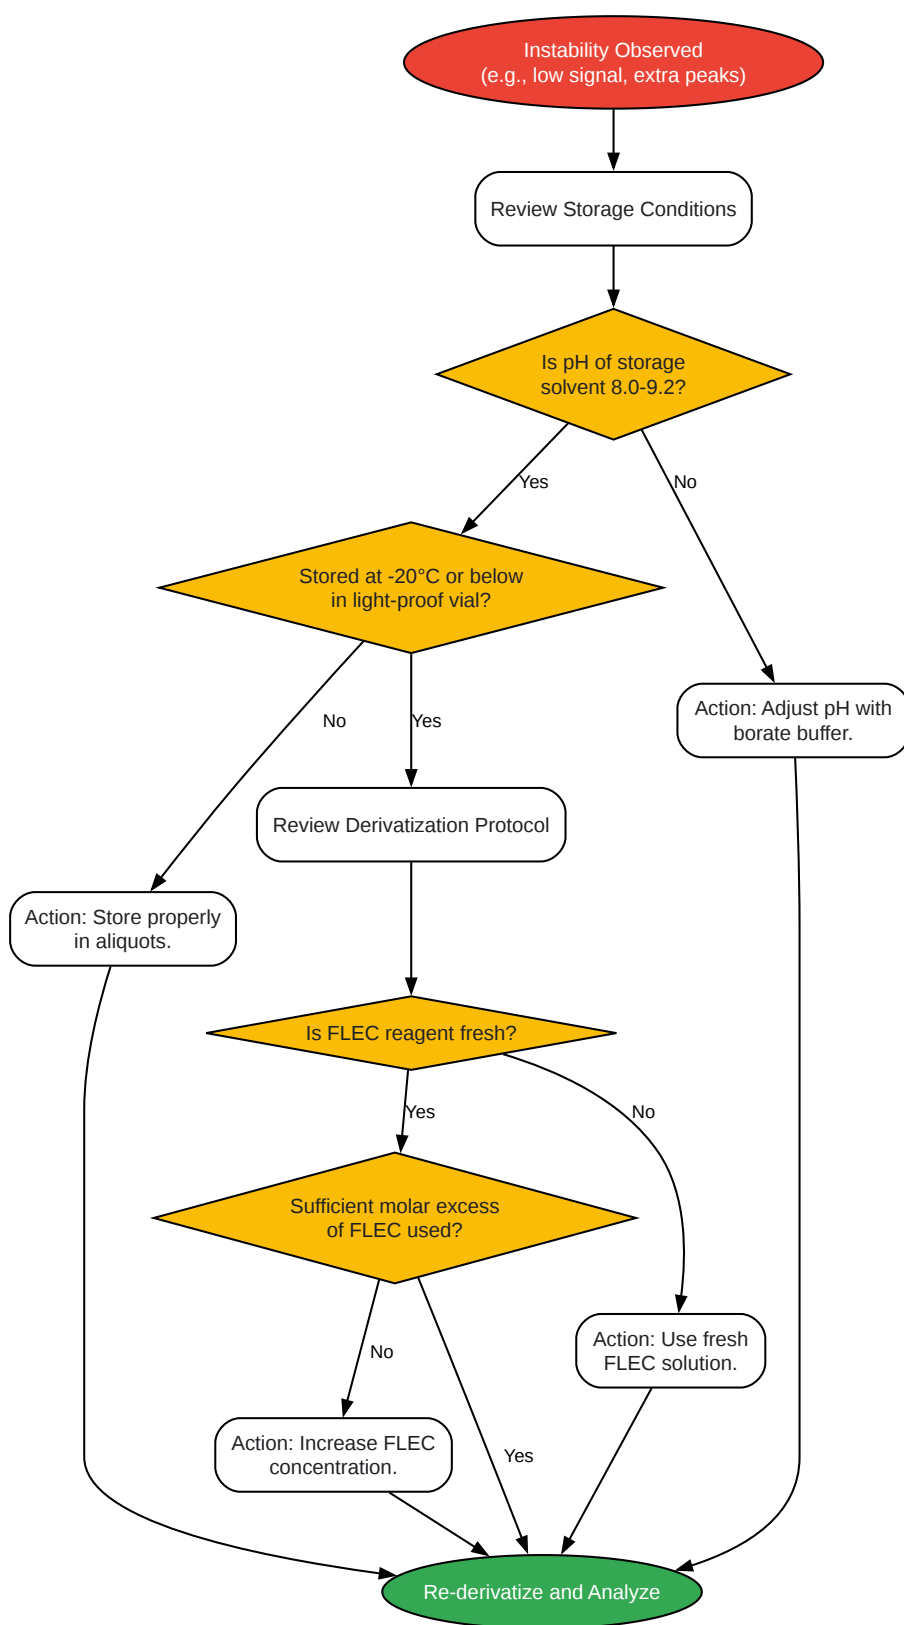 Instability Observed
(e.g., low signal, extra peaks)
Review Storage Conditions
Is pH of storage
solvent 8.0-9.2?
Yes
No
Stored at -20°C or below
in light-proof vial?
Action: Adjust pH with
borate buffer.
No
Yes
Review Derivatization Protocol
Action: Store properly
in aliquots.
Is FLEC reagent fresh?
Yes
No
Sufficient molar excess
of FLEC used?
Action: Use fresh
FLEC solution.
No
Yes
Action: Increase FLEC
concentration.
Re-derivatize and Analyze